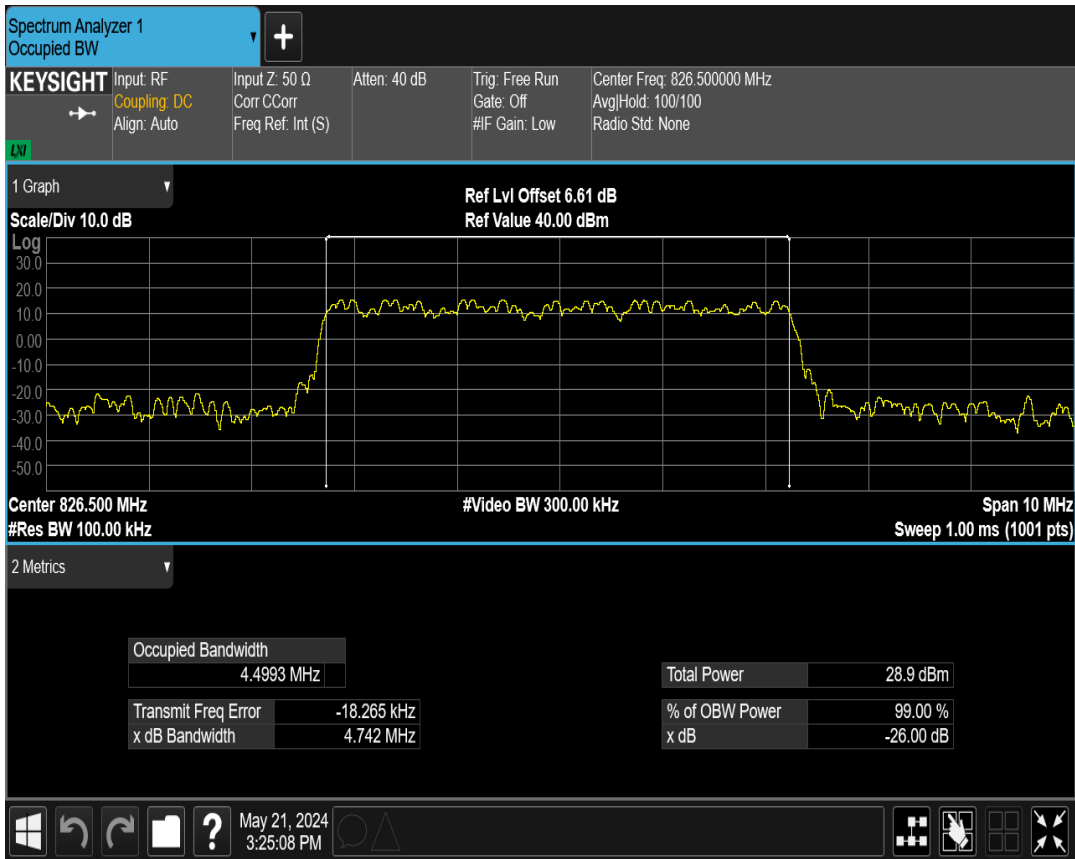 Spectrum Analyzer 1
Occupied BW
+
KEYSIGHT
LXI
Input: RF
Coupling: DC
Align: Auto
Input Z: 50 Ω
Corr CCorr
Freq Ref: Int (S)
Atten: 40 dB
Trig: Free Run
Gate: Off
#IF Gain: Low
Center Freq: 826.500000 MHz
Avg|Hold: 100/100
Radio Std: None
1 Graph
Ref Lvl Offset 6.61 dB
Scale/Div 10.0 dB
Ref Value 40.00 dBm
Log
30.0
20.0
10.0
0.00
-10.0
-20.0
-30.0
-40.0
-50.0
Center 826.500 MHz
#Video BW 300.00 kHz
Span 10 MHz
#Res BW 100.00 kHz
Sweep 1.00 ms (1001 pts)
2 Metrics
Occupied Bandwidth
4.4993 MHz
Transmit Freq Error -18.265 kHz
x dB Bandwidth 4.742 MHz
Total Power 28.9 dBm
% of OBW Power 99.00 %
x dB -26.00 dB
?
May 21, 2024
3:25:08 PM